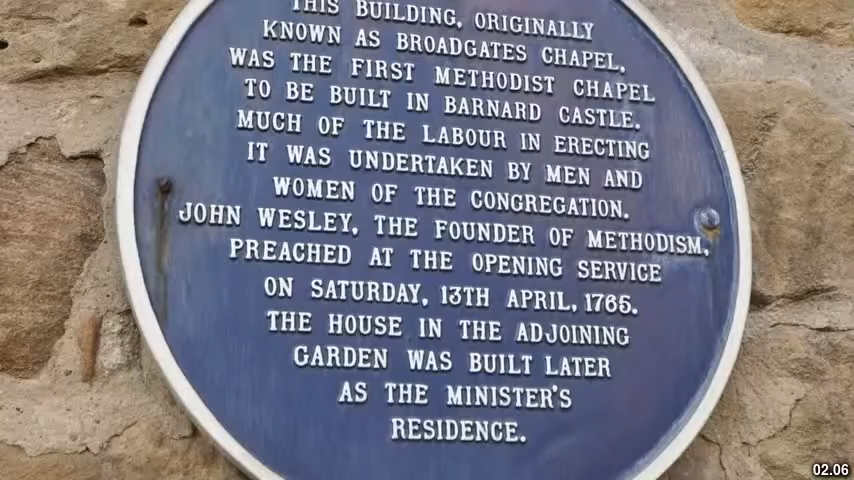 THIS BUILDING, ORIGINALLY
KNOWN AS BROADGATES CHAPEL,
WAS THE FIRST METHODIST CHAPEL
TO BE BUILT IN BARNARD CASTLE.
MUCH OF THE LABOUR IN ERECTING
IT WAS UNDERTAKEN BY MEN AND
WOMEN OF THE CONGREGATION.
JOHN WESLEY, THE FOUNDER OF METHODISM,
PREACHED AT THE OPENING SERVICE
ON SATURDAY, 13TH APRIL, 1765.
THE HOUSE IN THE ADJOINING
GARDEN WAS BUILT LATER
AS THE MINISTER'S
RESIDENCE.
02.06